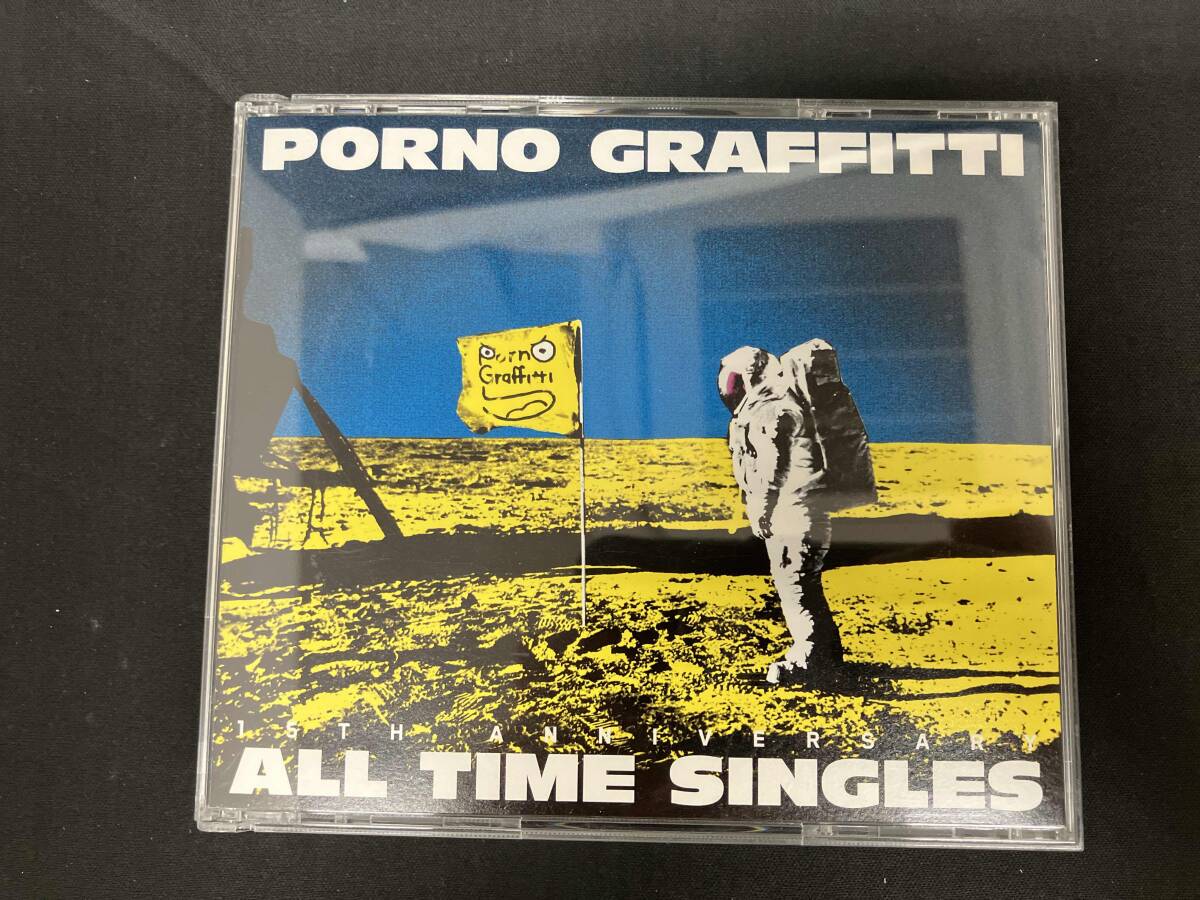 PORNO GRAFFITTI
PornO
Graffitti
15TH ANNIVERSARY
ALL TIME SINGLES